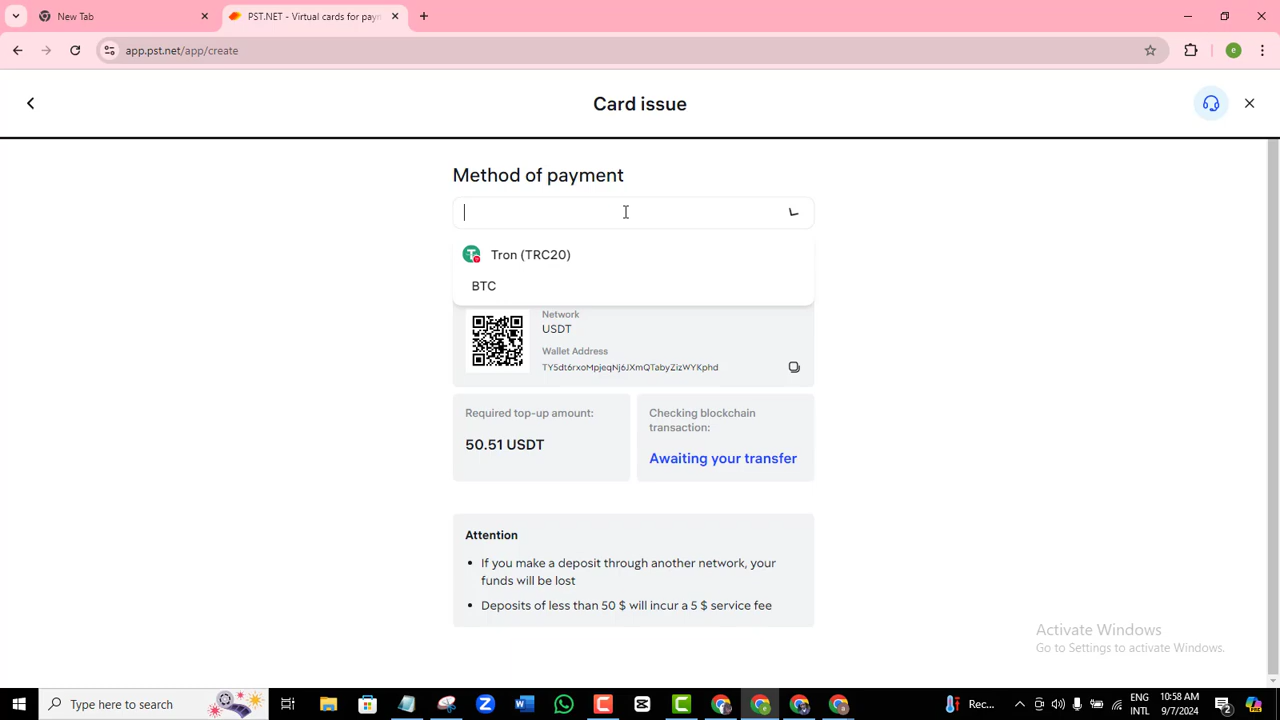 New Tab
PST.NET - Virtual cards for payn
app.pst.net/app/create
e
Card issue
Method of payment
Tron (TRC20)
BTC
Network
USDT
Wallet Address
TY5dt6rxoMpjeqNj6JXmQTabyZizWYKphd
Required top-up amount:
50.51 USDT
Checking blockchain
transaction:
Awaiting your transfer
Attention
If you make a deposit through another network, your
funds will be lost
Deposits of less than 50 $ will incur a 5 $ service fee
Activate Windows
Go to Settings to activate Windows.
Type here to search
Rec...
ENG
INTL
10:58 AM
9/7/2024
2